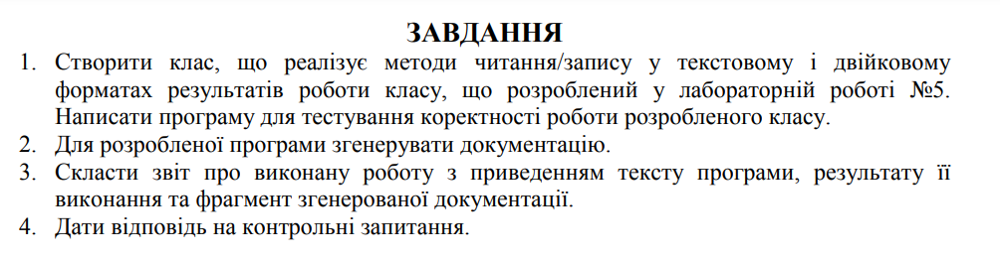 ЗАВДАННЯ
1. Створити клас, що реалізує методи читання/запису у текстовому і двійковому
форматах результатів роботи класу, що розроблений у лабораторній роботі №5.
Написати програму для тестування коректності роботи розробленого класу.
2. Для розробленої програми згенерувати документацію.
3. Скласти звіт про виконану роботу з приведенням тексту програми, результату її
виконання та фрагмент згенерованої документації.
4. Дати відповідь на контрольні запитання.